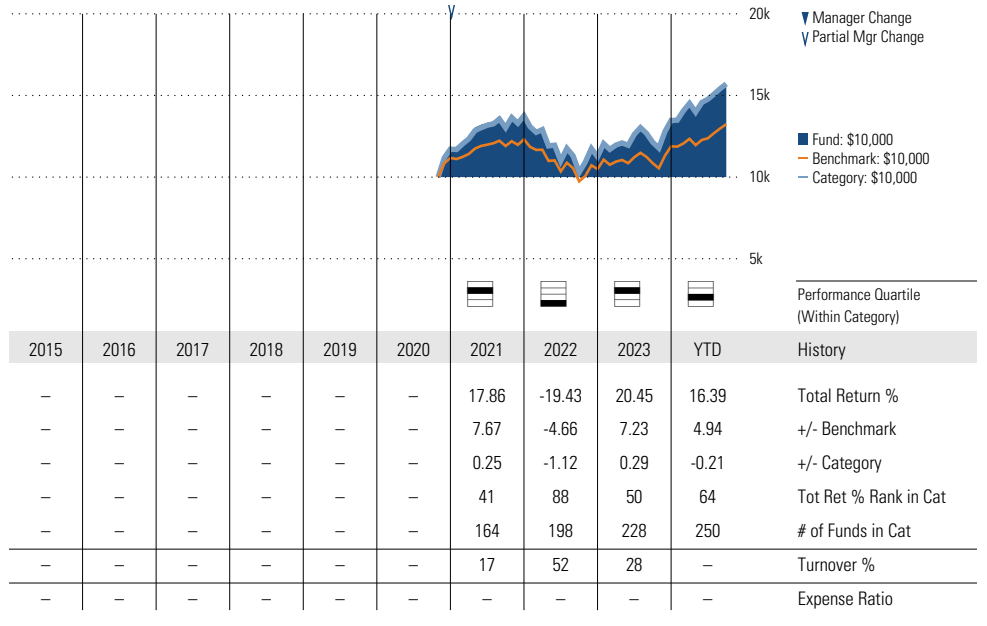 20k
15k
10k
5k
▼ Manager Change
V Partial Mgr Change
Fund: $10,000
Benchmark: $10,000
Category: $10,000
Performance Quartile
(Within Category)
2015 2016 2017 2018 2019 2020 2021 2022 2023 YTD History
– – – – – – 17.86 -19.43 20.45 16.39 Total Return %
– – – – – – 7.67 -4.66 7.23 4.94 +/- Benchmark
– – – – – – 0.25 -1.12 0.29 -0.21 +/- Category
– – – – – – 41 88 50 64 Tot Ret % Rank in Cat
– – – – – – 164 198 228 250 # of Funds in Cat
– – – – – – 17 52 28 – Turnover %
– – – – – – – – – – Expense Ratio